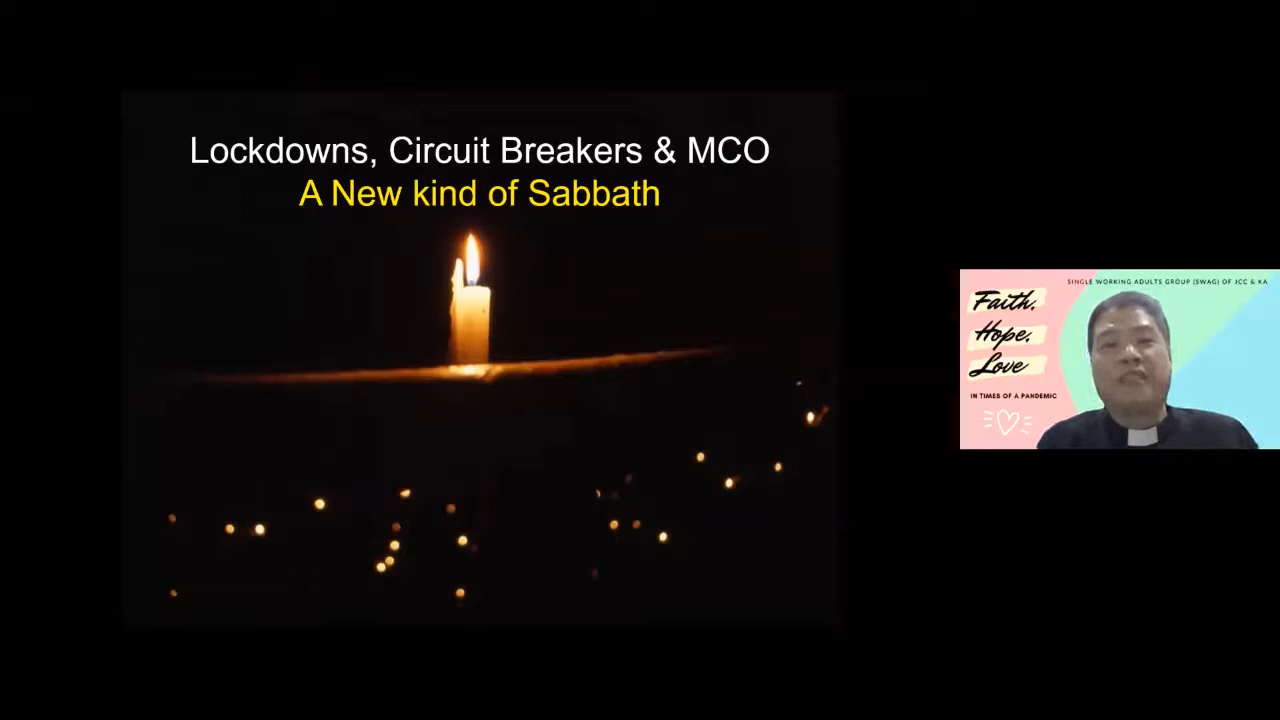 Lockdowns, Circuit Breakers & MCO
A New kind of Sabbath
SINGLE WORKING ADULTS GROUP (SWAG) OF JCC & KA
Faith.
Hope.
Love
IN TIMES OF A PANDEMIC